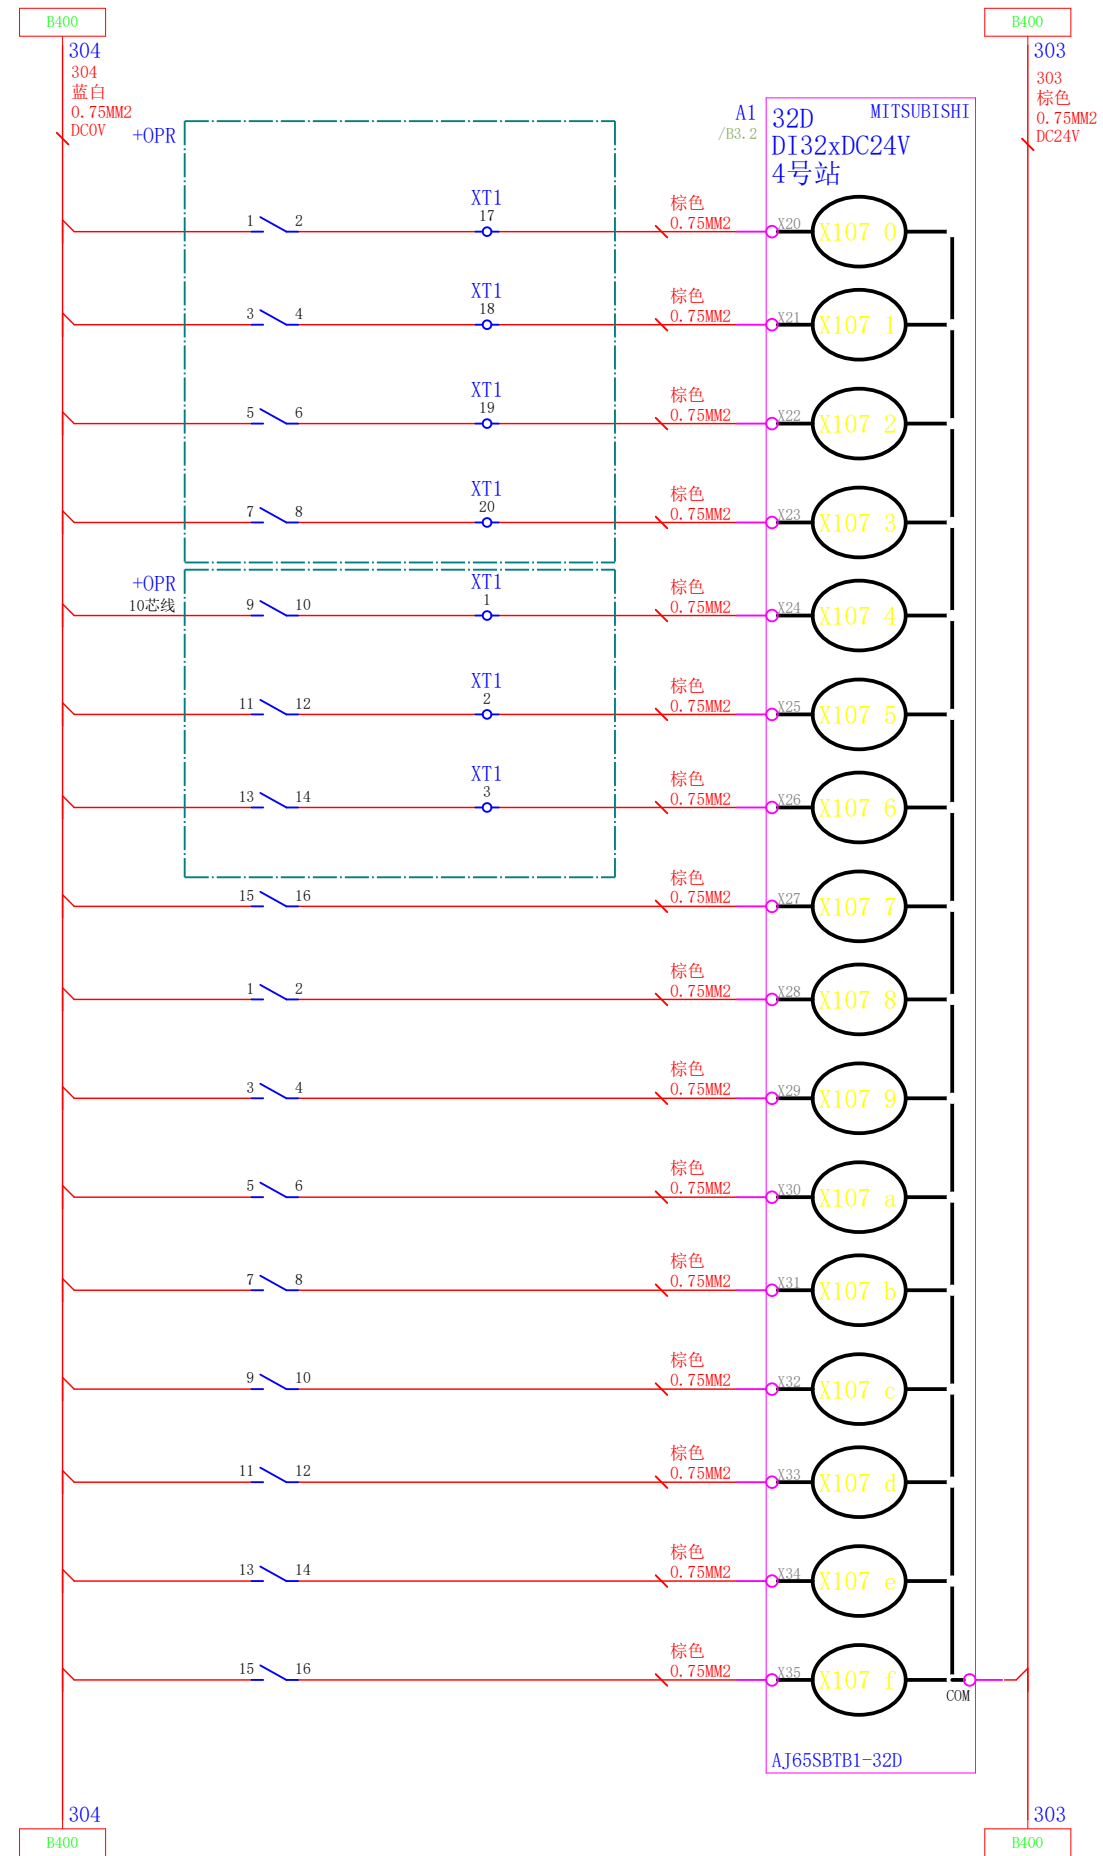 B400
B400
304
303
304
蓝白
0.75MM2
DC0V
303
棕色
0.75MM2
DC24V
+OPR
A1
/B3.2
32D
MITSUBISHI
DI32xDC24V
4号站
1
2
XT1
17
棕色
0.75MM2
X20
X107 0
3
4
XT1
18
棕色
0.75MM2
X21
X107 1
5
6
XT1
19
棕色
0.75MM2
X22
X107 2
7
8
XT1
20
棕色
0.75MM2
X23
X107 3
+OPR
10芯线
9
10
XT1
1
棕色
0.75MM2
X24
X107 4
11
12
XT1
2
棕色
0.75MM2
X25
X107 5
13
14
XT1
3
棕色
0.75MM2
X26
X107 6
15
16
棕色
0.75MM2
X27
X107 7
1
2
棕色
0.75MM2
X28
X107 8
3
4
棕色
0.75MM2
X29
X107 9
5
6
棕色
0.75MM2
X30
X107 a
7
8
棕色
0.75MM2
X31
X107 b
9
10
棕色
0.75MM2
X32
X107 c
11
12
棕色
0.75MM2
X33
X107 d
13
14
棕色
0.75MM2
X34
X107 e
15
16
棕色
0.75MM2
X35
X107 f
COM
AJ65SBTB1-32D
304
303
B400
B400